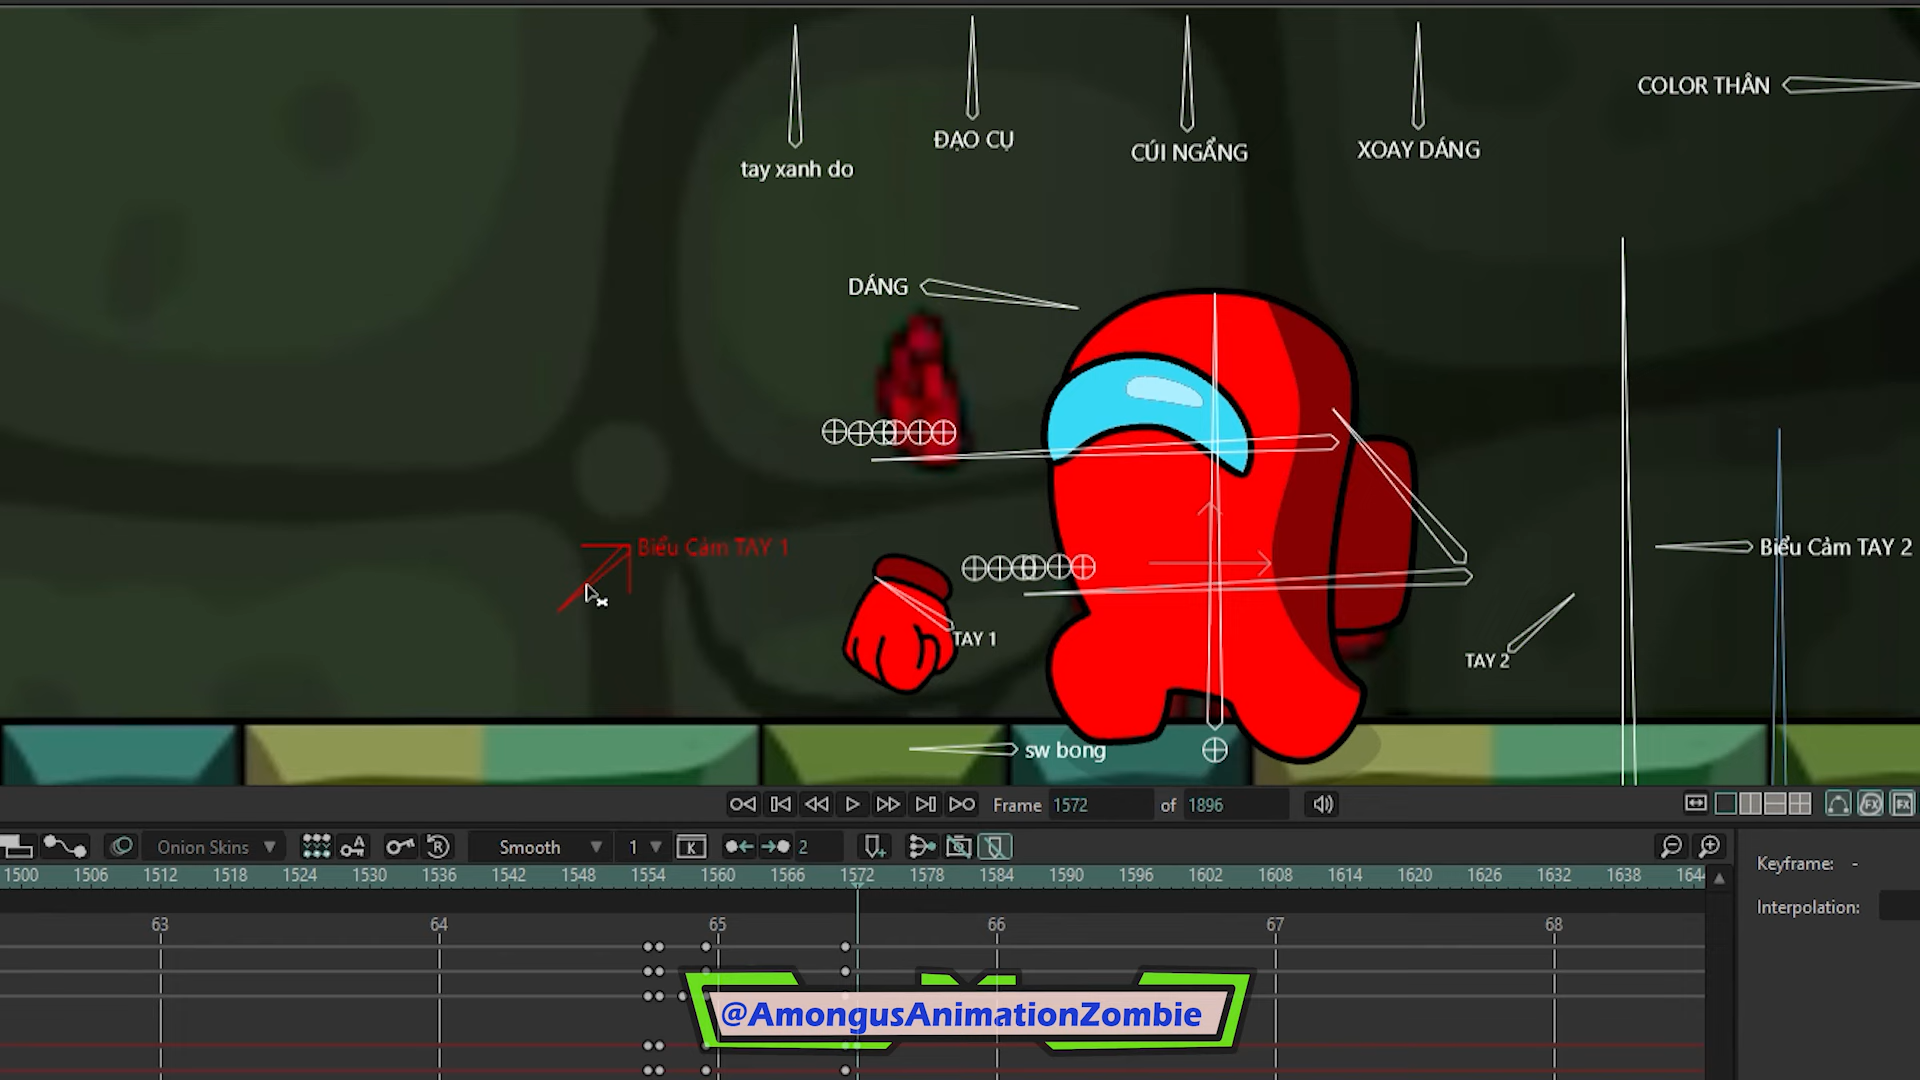 COLOR THÂN
ĐẠO CỤ
CÚI NGẨNG
XOAY DÁNG
tay xanh do
DÁNG
Biểu Cảm TAY 1
Biểu Cảm TAY 2
TAY 1
TAY 2
sw bong
Frame 1572 of 1896
Onion Skins Smooth 1 K 2
1500 1506 1512 1518 1524 1530 1536 1542 1548 1554 1560 1566 1572 1578 1584 1590 1596 1602 1608 1614 1620 1626 1632 1638 1644
Keyframe: -
Interpolation:
63 64 65 66 67 68
@AmongusAnimationZombie